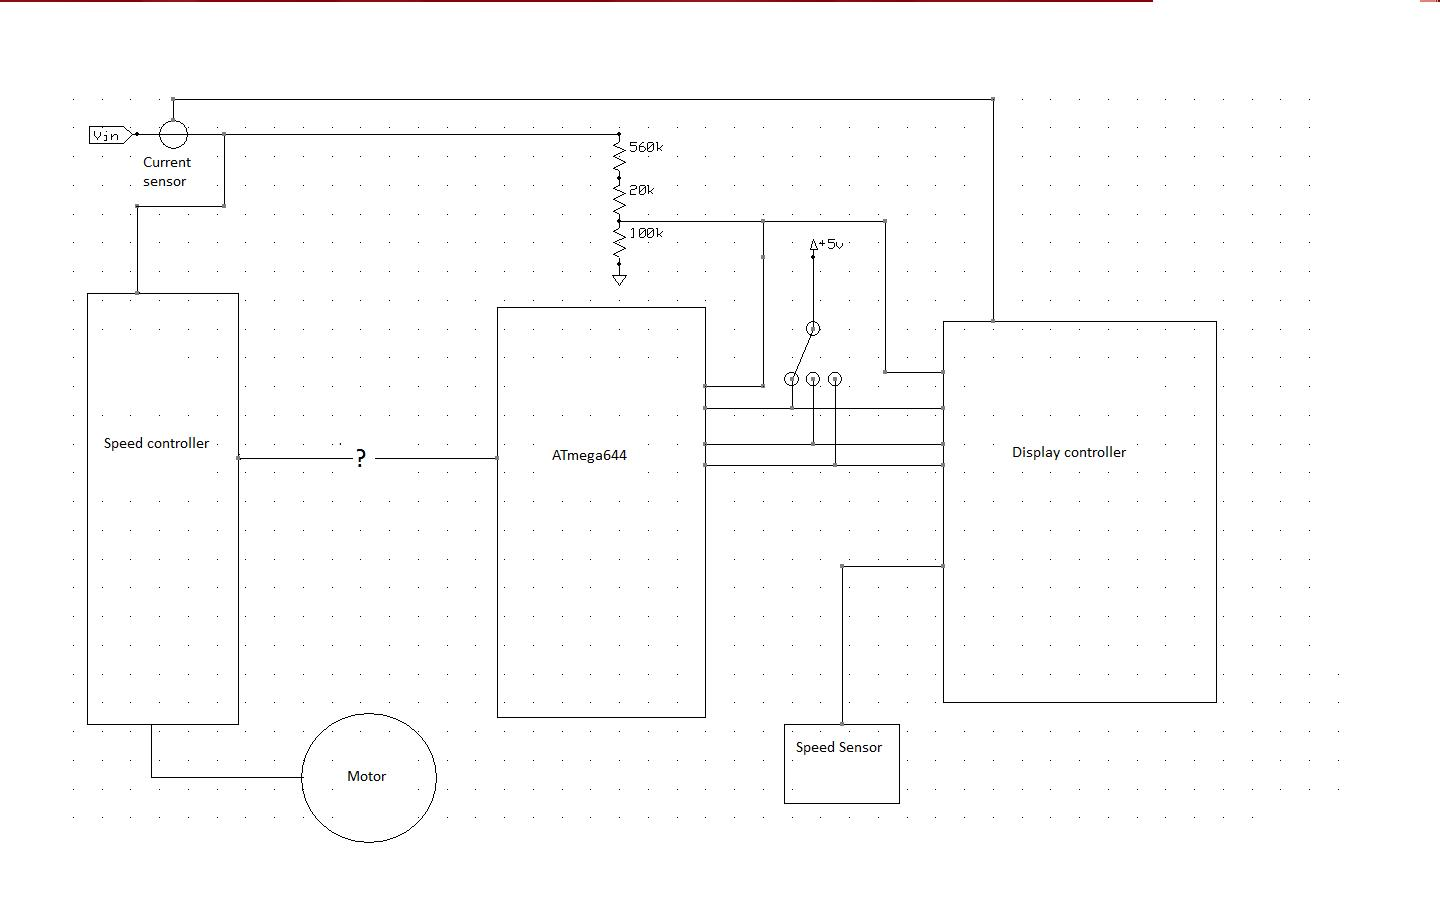 Vin
Current
sensor
560k
20k
100k
+5v
Speed controller
?
ATmega644
Display controller
Speed Sensor
Motor